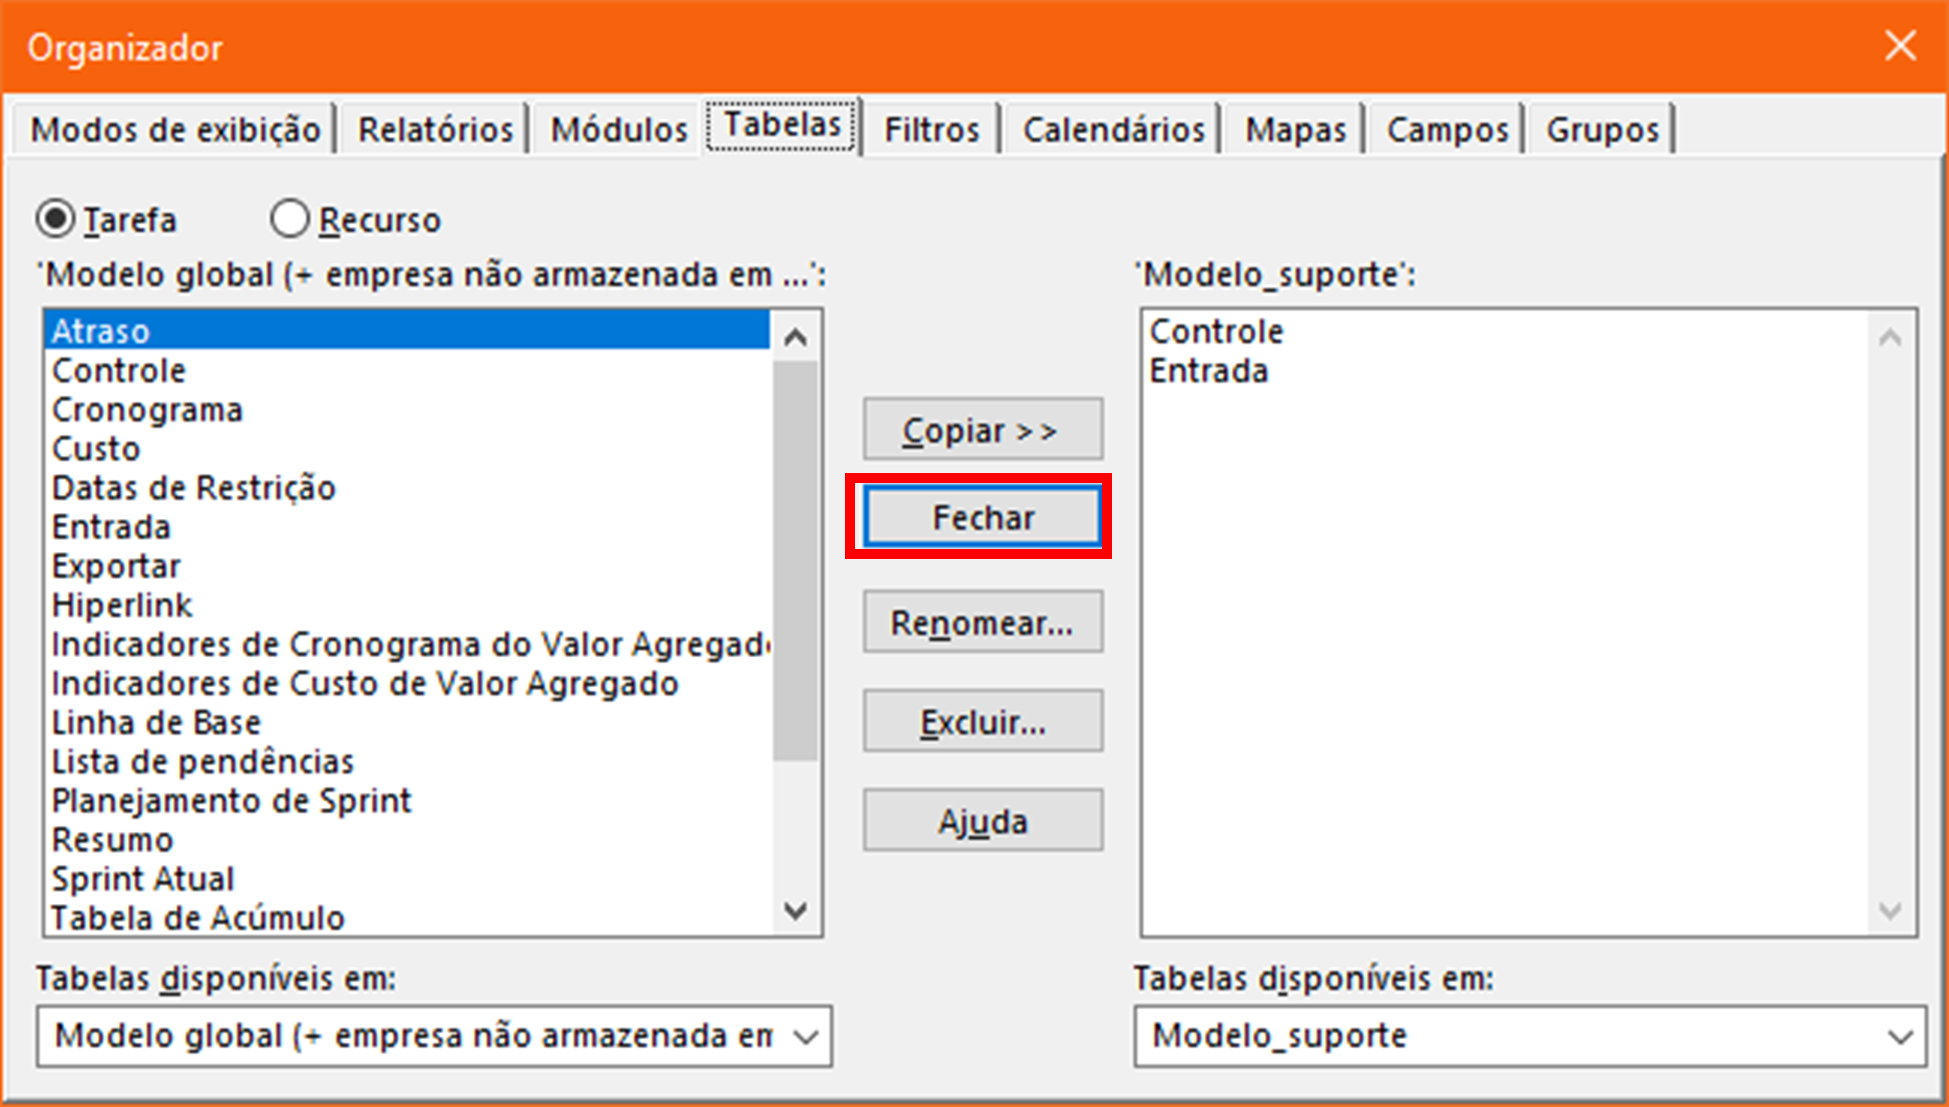 Organizador
Modos de exibição Relatórios Módulos Tabelas Filtros Calendários Mapas Campos Grupos
Tarefa Recurso
'Modelo global (+ empresa não armazenada em ...':
Atraso
Controle
Cronograma
Custo
Datas de Restrição
Entrada
Exportar
Hiperlink
Indicadores de Cronograma do Valor Agregado
Indicadores de Custo de Valor Agregado
Linha de Base
Lista de pendências
Planejamento de Sprint
Resumo
Sprint Atual
Tabela de Acúmulo
Tabelas disponíveis em:
Modelo global (+ empresa não armazenada em
Copiar >>
Fechar
Renomear...
Excluir...
Ajuda
'Modelo_suporte':
Controle
Entrada
Tabelas disponíveis em:
Modelo_suporte